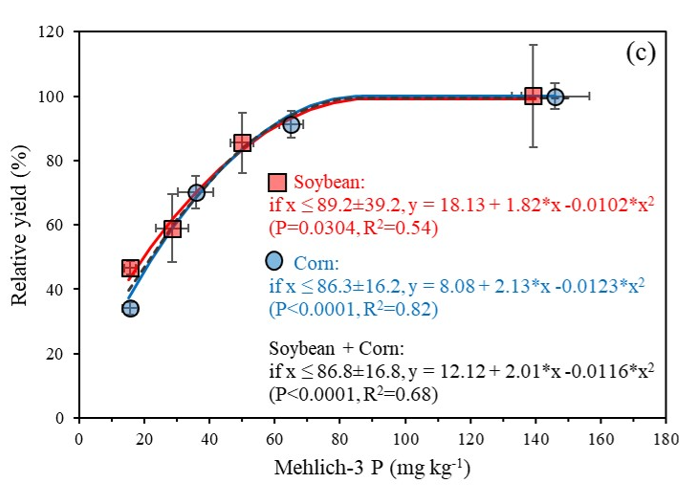 (c)
Relative yield (%)
120
100
80
60
40
20
0
Soybean:
if x ≤ 89.2±39.2, y = 18.13 + 1.82*x -0.0102*x²
(P=0.0304, R²=0.54)
Corn:
if x ≤ 86.3±16.2, y = 8.08 + 2.13*x -0.0123*x²
(P<0.0001, R²=0.82)
Soybean + Corn:
if x ≤ 86.8±16.8, y = 12.12 + 2.01*x -0.0116*x²
(P<0.0001, R²=0.68)
0 20 40 60 80 100 120 140 160 180
Mehlich-3 P (mg kg⁻¹)